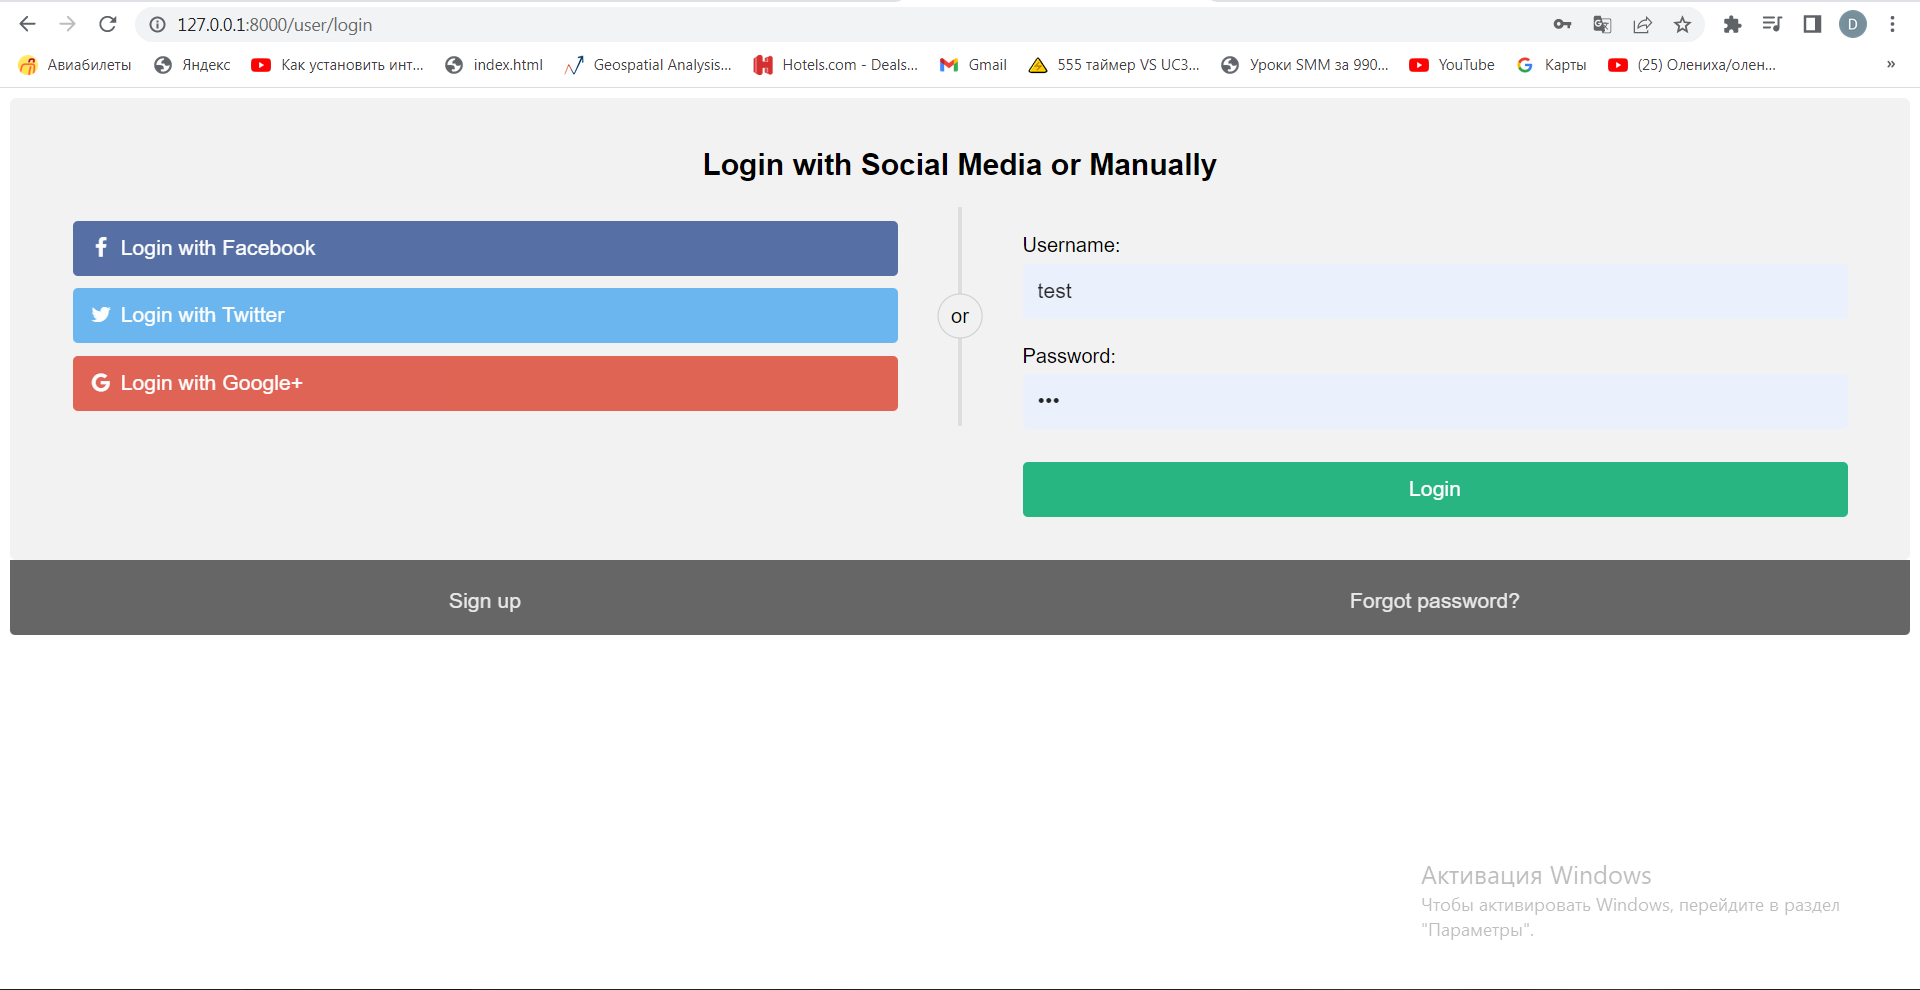 127.0.0.1:8000/user/login
D
Авиабилеты Яндекс Как установить инт... index.html Geospatial Analysis... Hotels.com - Deals... Gmail 555 таймер VS UC3... Уроки SMM за 990... YouTube Карты (25) Олениха/олен... »
Login with Social Media or Manually
Login with Facebook
Login with Twitter
Login with Google+
or
Username:
test
Password:
•••
Login
Sign up
Forgot password?
Активация Windows
Чтобы активировать Windows, перейдите в раздел
"Параметры".